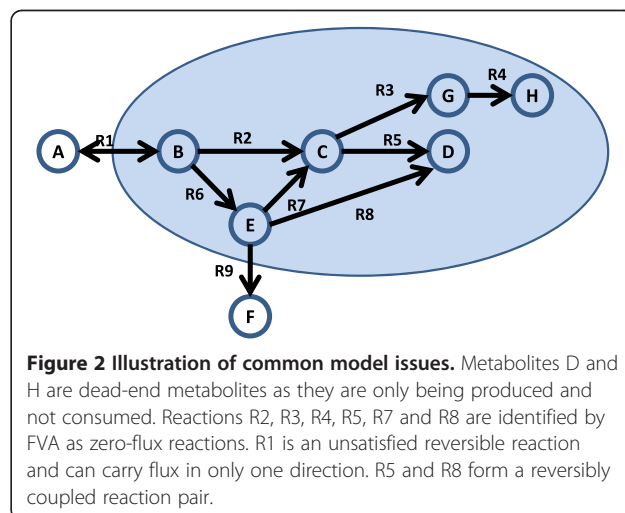 R3
G
R4
H
A
R1
B
R2
C
R5
D
R6
R7
E
R8
R9
F
Figure 2 Illustration of common model issues. Metabolites D and
H are dead-end metabolites as they are only being produced and
not consumed. Reactions R2, R3, R4, R5, R7 and R8 are identified by
FVA as zero-flux reactions. R1 is an unsatisfied reversible reaction
and can carry flux in only one direction. R5 and R8 form a reversibly
coupled reaction pair.